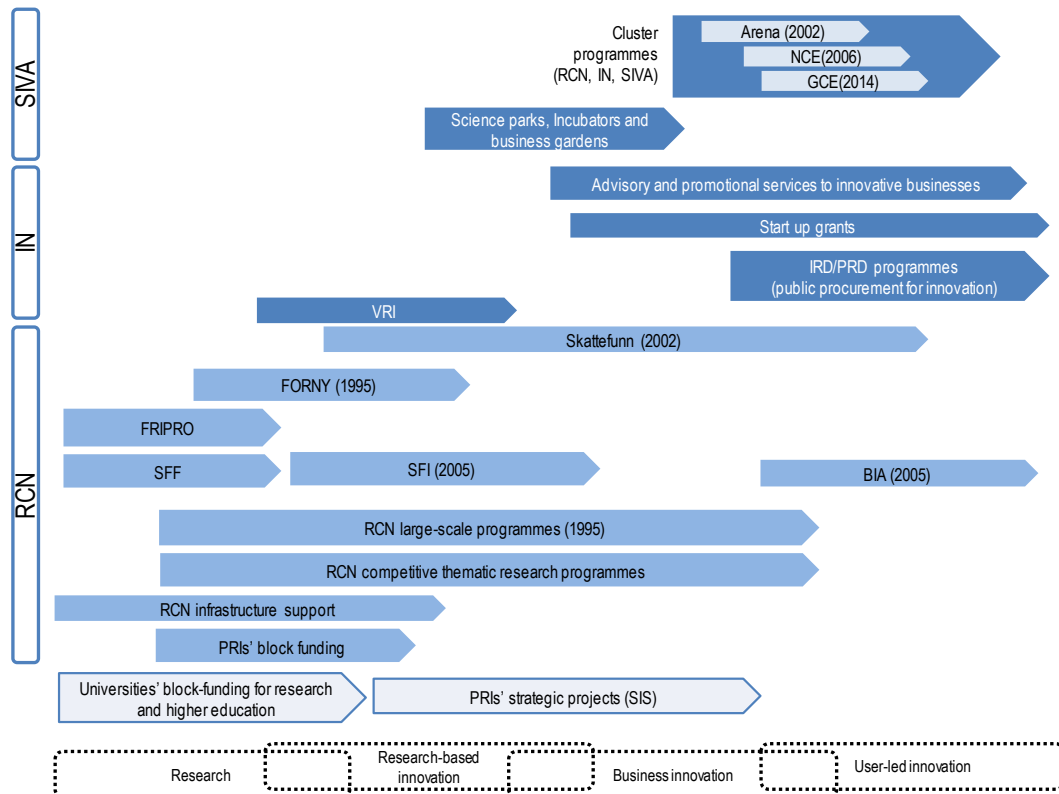 SIVA
Cluster
programmes
(RCN, IN, SIVA)
Arena (2002)
NCE(2006)
GCE(2014)
Science parks, Incubators and
business gardens
IN
Advisory and promotional services to innovative businesses
Start up grants
IRD/PRD programmes
(public procurement for innovation)
VRI
RCN
Skattefunn (2002)
FORNY (1995)
FRIPRO
SFF
SFI (2005)
BIA (2005)
RCN large-scale programmes (1995)
RCN competitive thematic research programmes
RCN infrastructure support
PRIs' block funding
Universities' block-funding for research
and higher education
PRIs' strategic projects (SIS)
Research
Research-based
innovation
Business innovation
User-led innovation